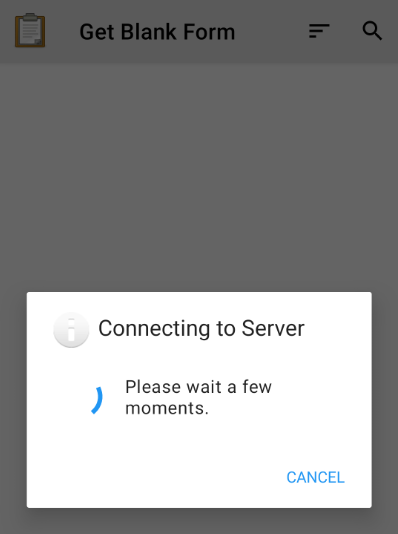 Get Blank Form
Connecting to Server
Please wait a few
moments.
CANCEL